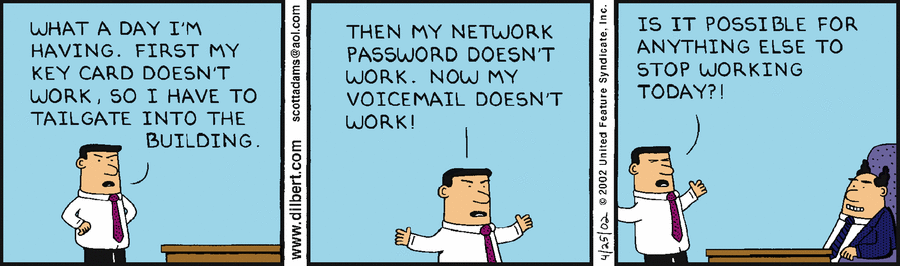 WHAT A DAY I'M
HAVING. FIRST MY
KEY CARD DOESN'T
WORK, SO I HAVE TO
TAILGATE INTO THE
BUILDING.
www.dilbert.com
scottadams@aol.com
THEN MY NETWORK
PASSWORD DOESN'T
WORK. NOW MY
VOICEMAIL DOESN'T
WORK!
4/25/02 © 2002 United Feature Syndicate, Inc.
IS IT POSSIBLE FOR
ANYTHING ELSE TO
STOP WORKING
TODAY?!